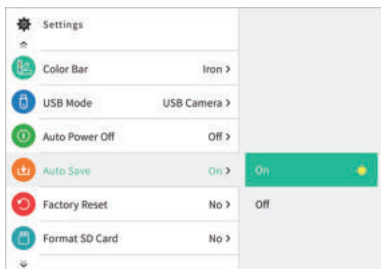 Settings
Color Bar Iron >
USB Mode USB Camera >
Auto Power Off Off >
Auto Save On > On
Factory Reset No > Off
Format SD Card No >